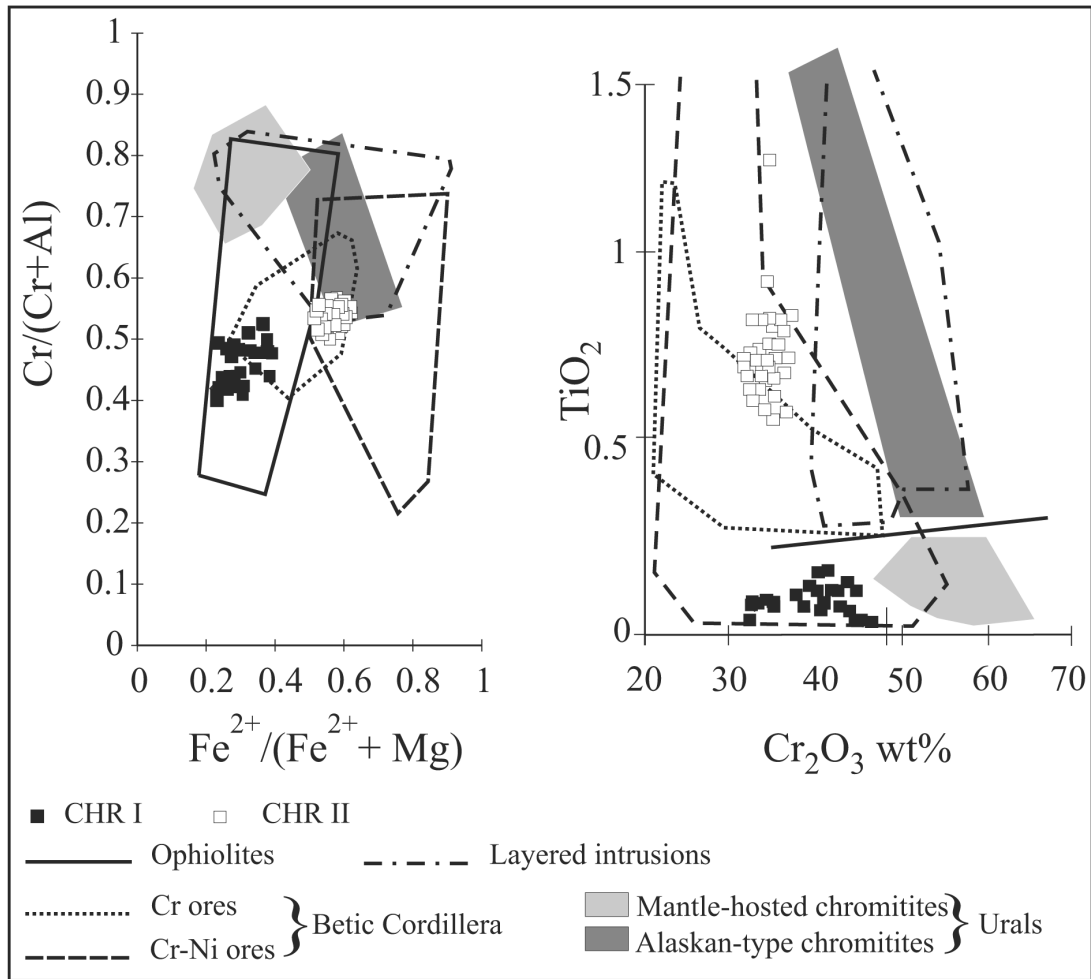 1
0.9
0.8
0.7
0.6
0.5
0.4
0.3
0.2
0.1
0
Cr/(Cr+Al)
0 0.2 0.4 0.6 0.8 1
Fe²⁺/(Fe²⁺+ Mg)
1.5
1
0.5
0
TiO₂
20 30 40 50 60 70
Cr₂O₃ wt%
CHR I CHR II
Ophiolites Layered intrusions
Cr ores
Cr-Ni ores
Betic Cordillera
Mantle-hosted chromitites
Alaskan-type chromitites
Urals